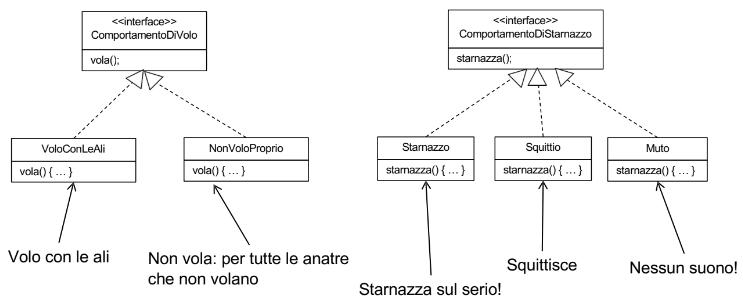 <<interface>>
ComportamentoDiVolo
vola();
VoloConLeAli
vola() { ... }
NonVoloProprio
vola() { ... }
Volo con le ali
Non vola: per tutte le anatre
che non volano
<<interface>>
ComportamentoDiStarnazzo
starnazza();
Starnazzo
starnazza() { ... }
Squittio
starnazza() { ... }
Muto
starnazza() { ... }
Starnazza sul serio!
Squittisce
Nessun suono!